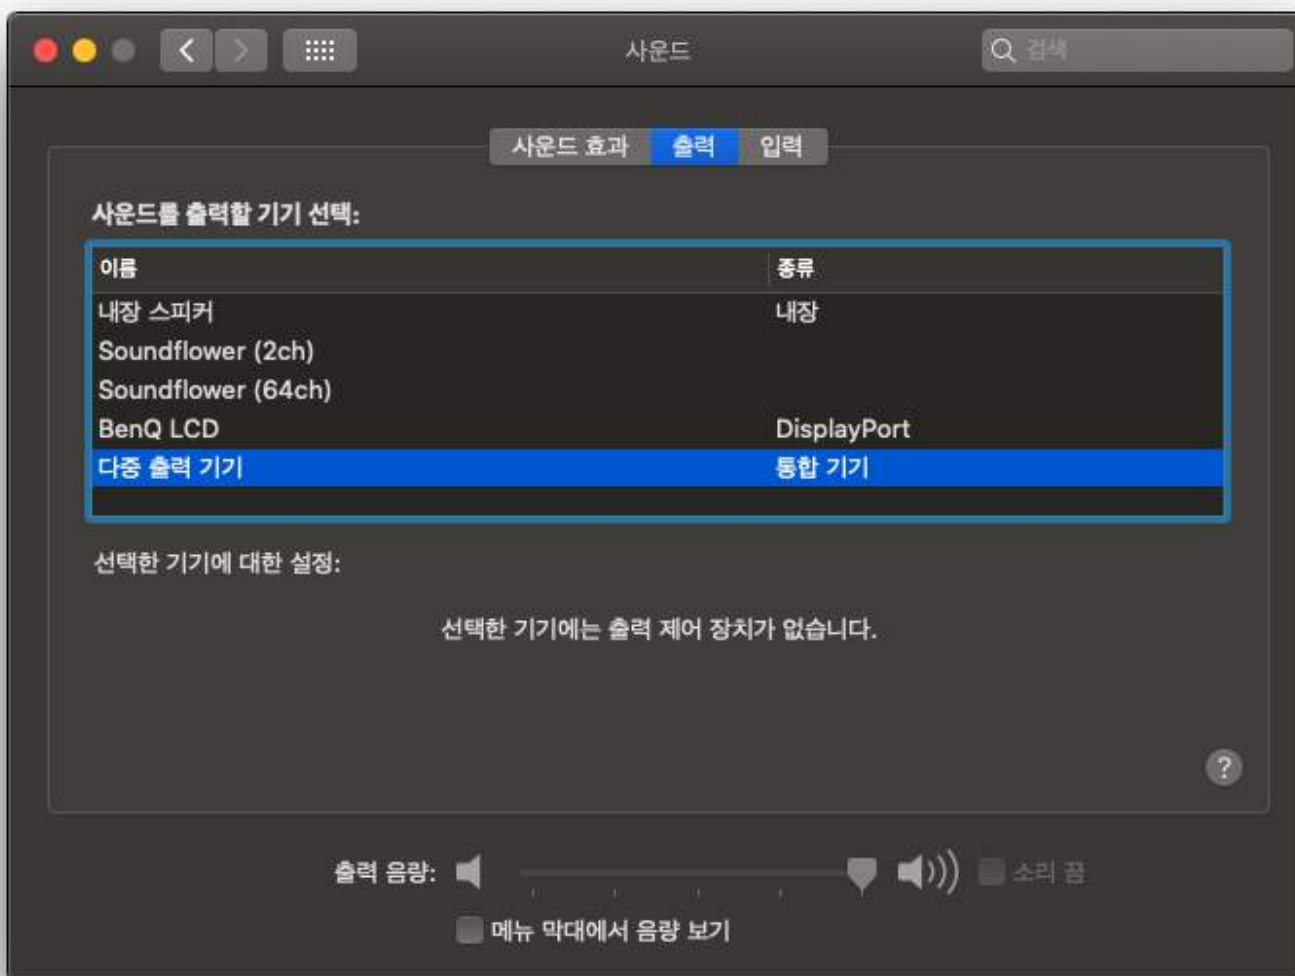 사운드
검색
사운드 효과 출력 입력
사운드를 출력할 기기 선택:
이름 종류
내장 스피커 내장
Soundflower (2ch)
Soundflower (64ch)
BenQ LCD DisplayPort
다중 출력 기기 통합 기기
선택한 기기에 대한 설정:
선택한 기기에는 출력 제어 장치가 없습니다.
?
출력 음량: 소리 끔
메뉴 막대에서 음량 보기